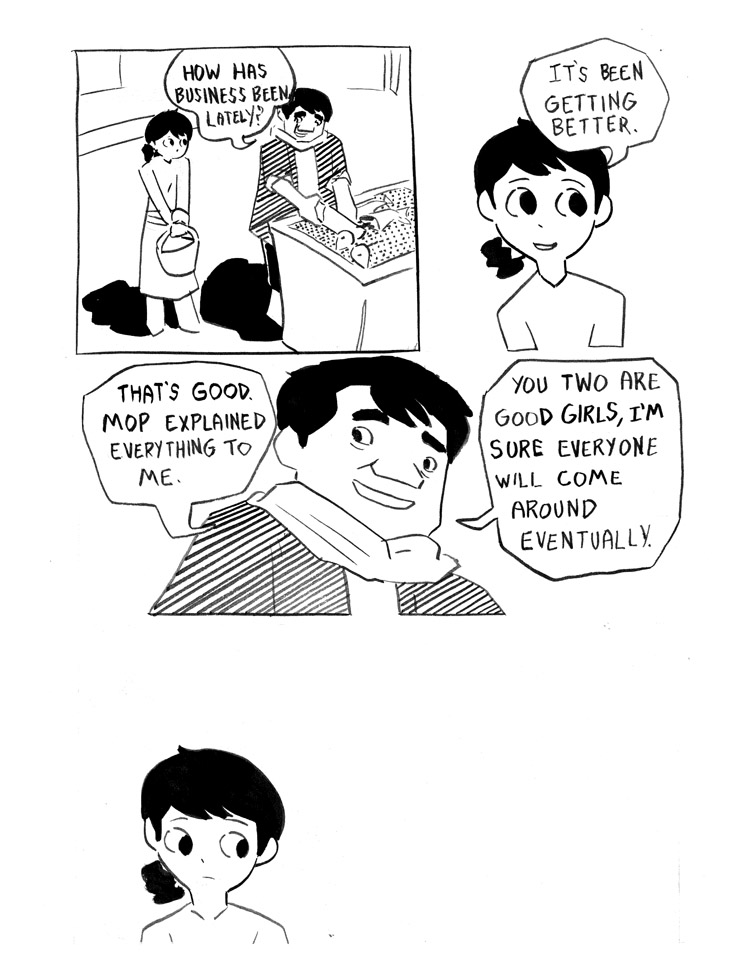 HOW HAS
BUSINESS BEEN
LATELY?
IT'S BEEN
GETTING
BETTER.
THAT'S GOOD.
MOP EXPLAINED
EVERYTHING TO
ME.
YOU TWO ARE
GOOD GIRLS, I'M
SURE EVERYONE
WILL COME
AROUND
EVENTUALLY.